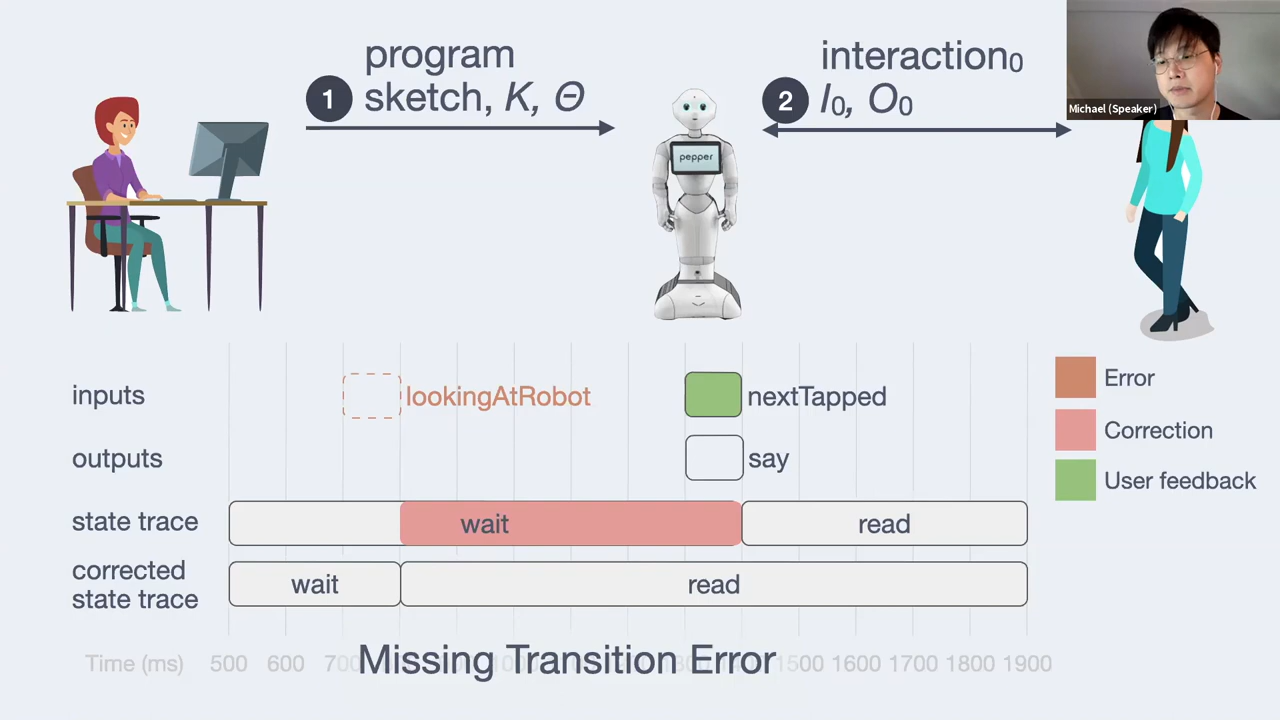 program
1 sketch, K, Θ
interaction₀
2 I₀, O₀
Michael (Speaker)
pepper
inputs
lookingAtRobot
nextTapped
outputs
say
state trace
wait
read
corrected
state trace
wait
read
Error
Correction
User feedback
Time (ms) 500 600 1500 1600 1700 1800 1900
Missing Transition Error